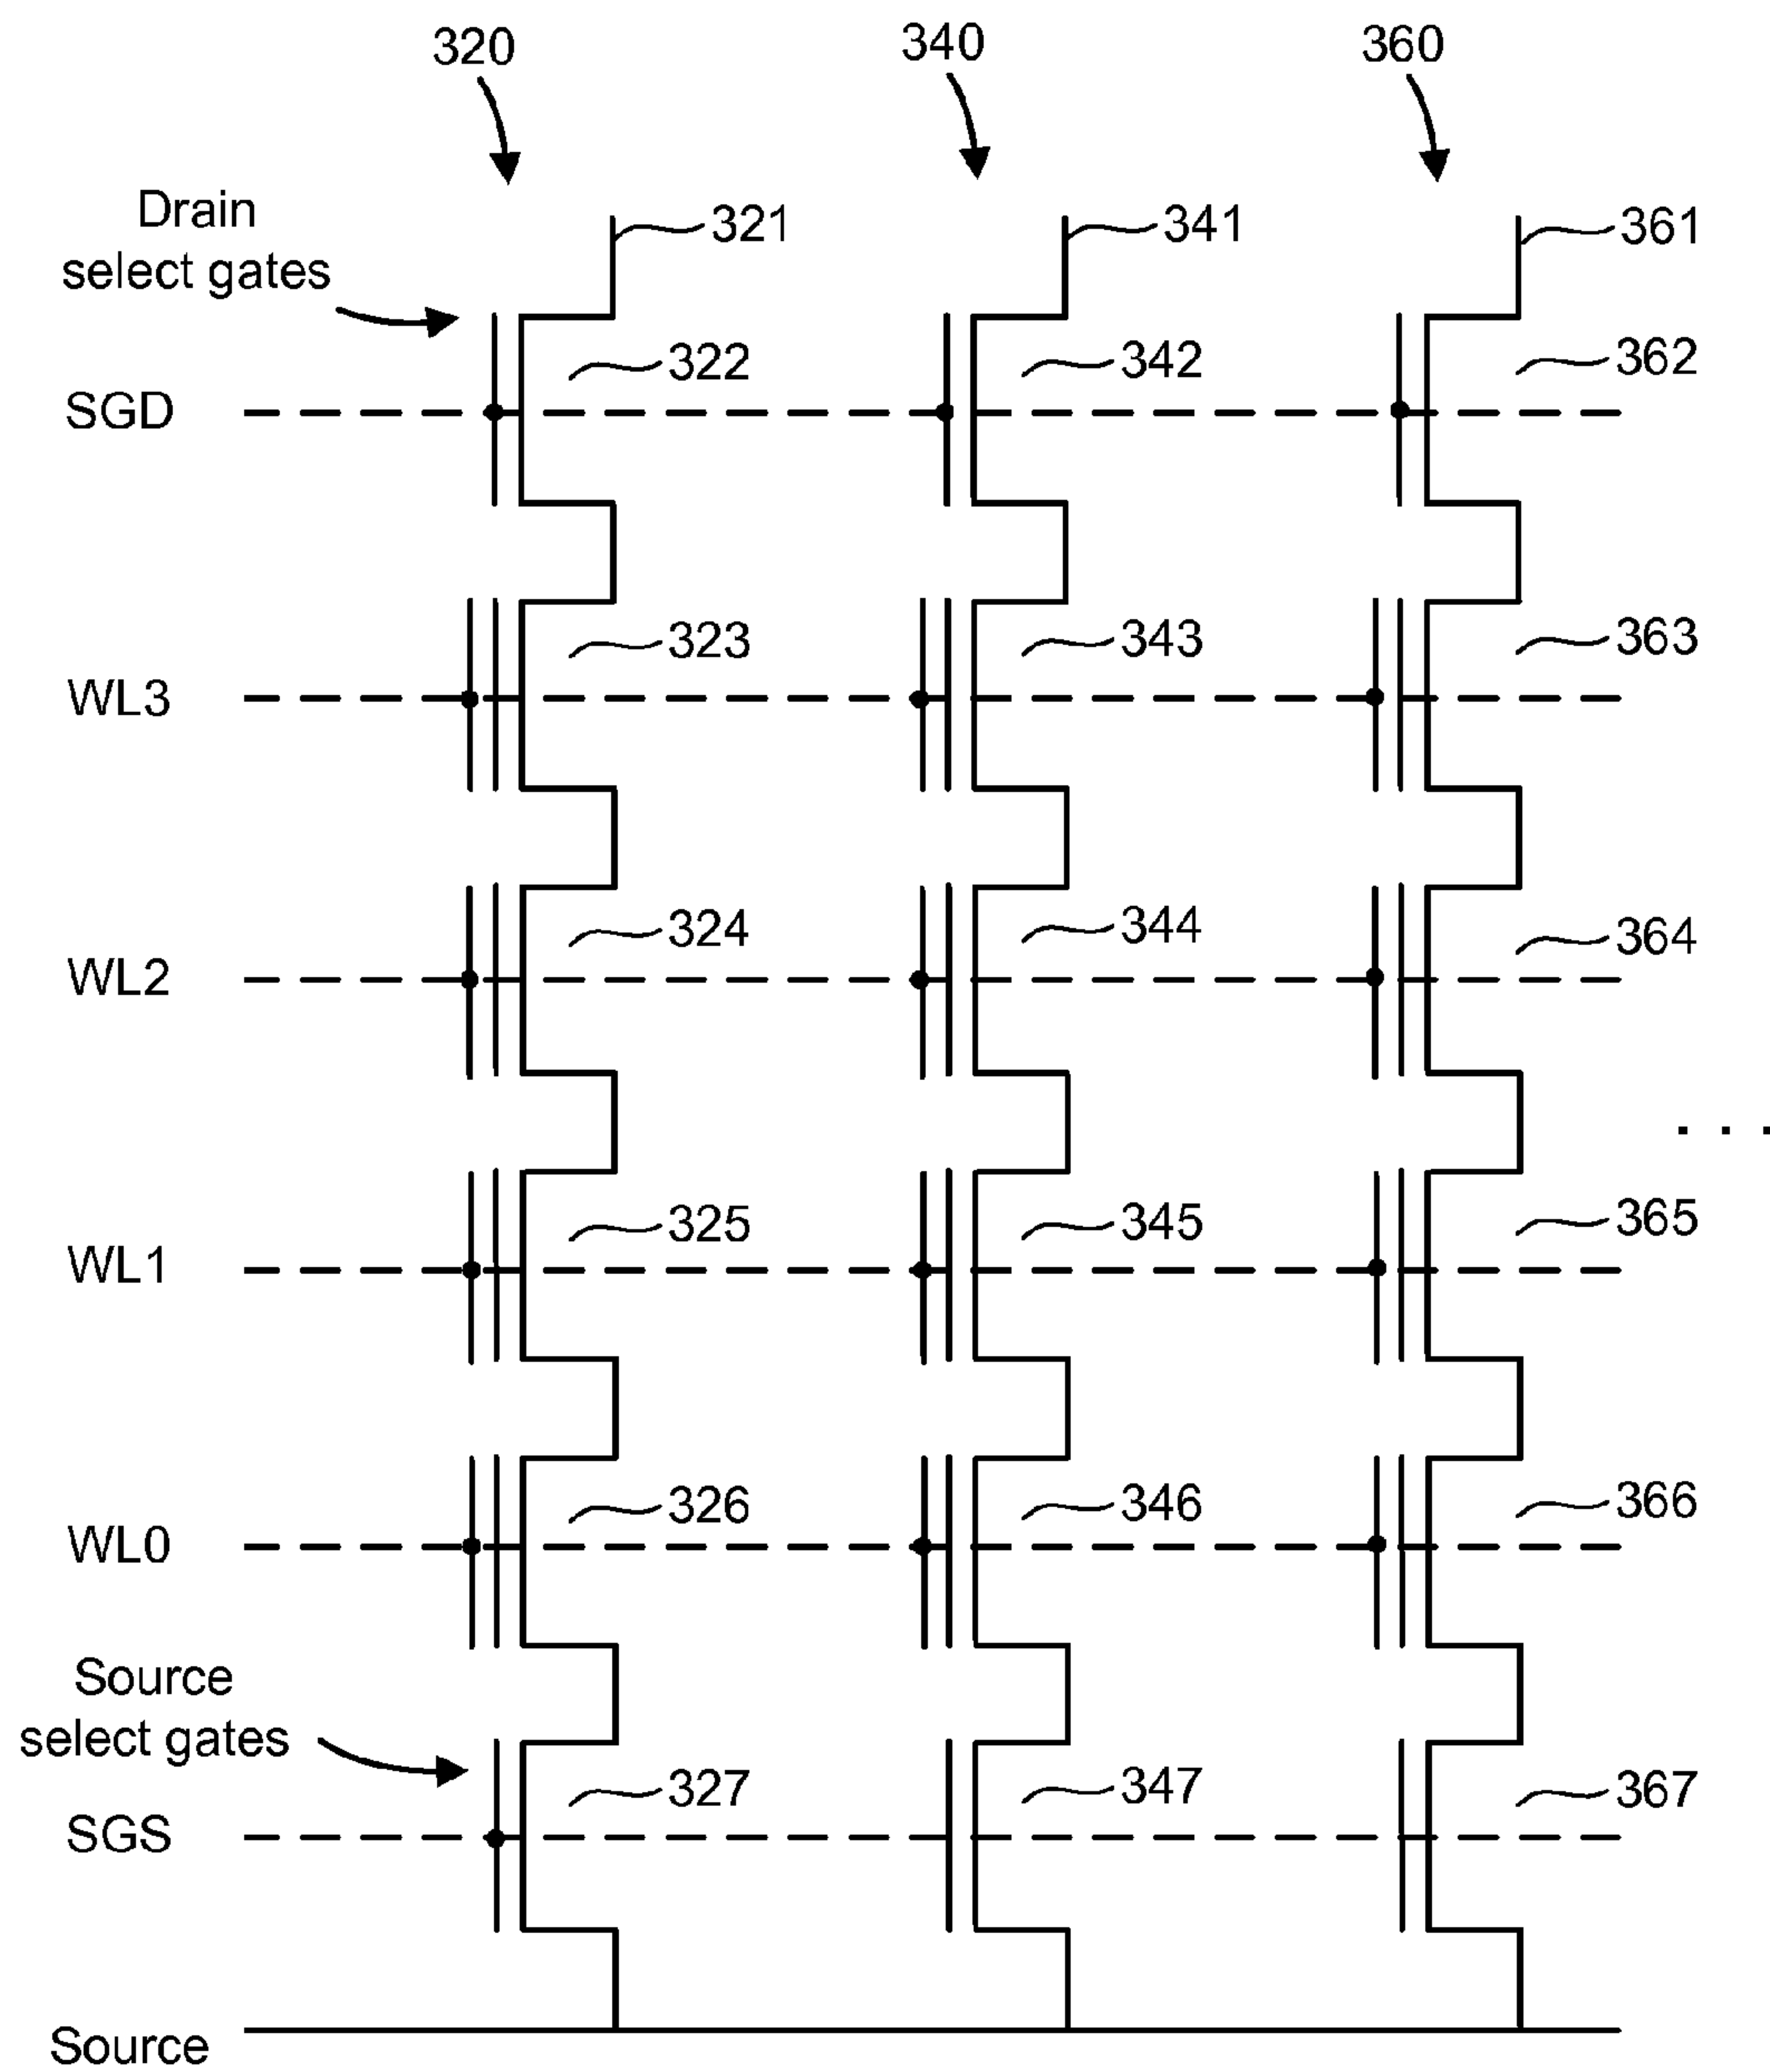 320 340 360
Drain
select gates
321 341 361
322 342 362
SGD
323 343 363
WL3
324 344 364
WL2
. . .
325 345 365
WL1
326 346 366
WL0
Source
select gates
327 347 367
SGS
Source